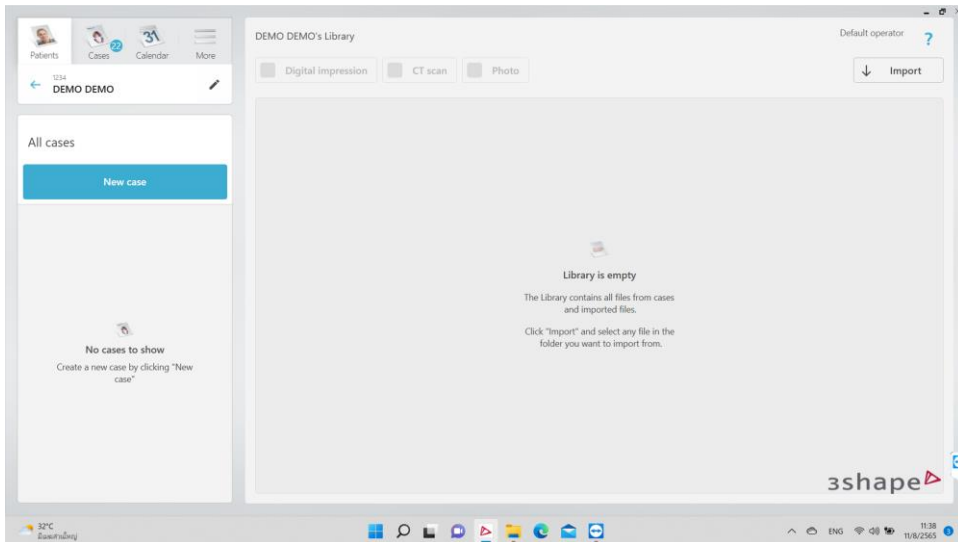 Patients
Cases
22
31
Calendar
More
1234
DEMO DEMO
All cases
New case
No cases to show
Create a new case by clicking "New
case"
DEMO DEMO's Library
Default operator
?
Digital impression
CT scan
Photo
Import
Library is empty
The Library contains all files from cases
and imported files.
Click "Import" and select any file in the
folder you want to import from.
3shape
32°C
ENG
11:38
11/8/2565